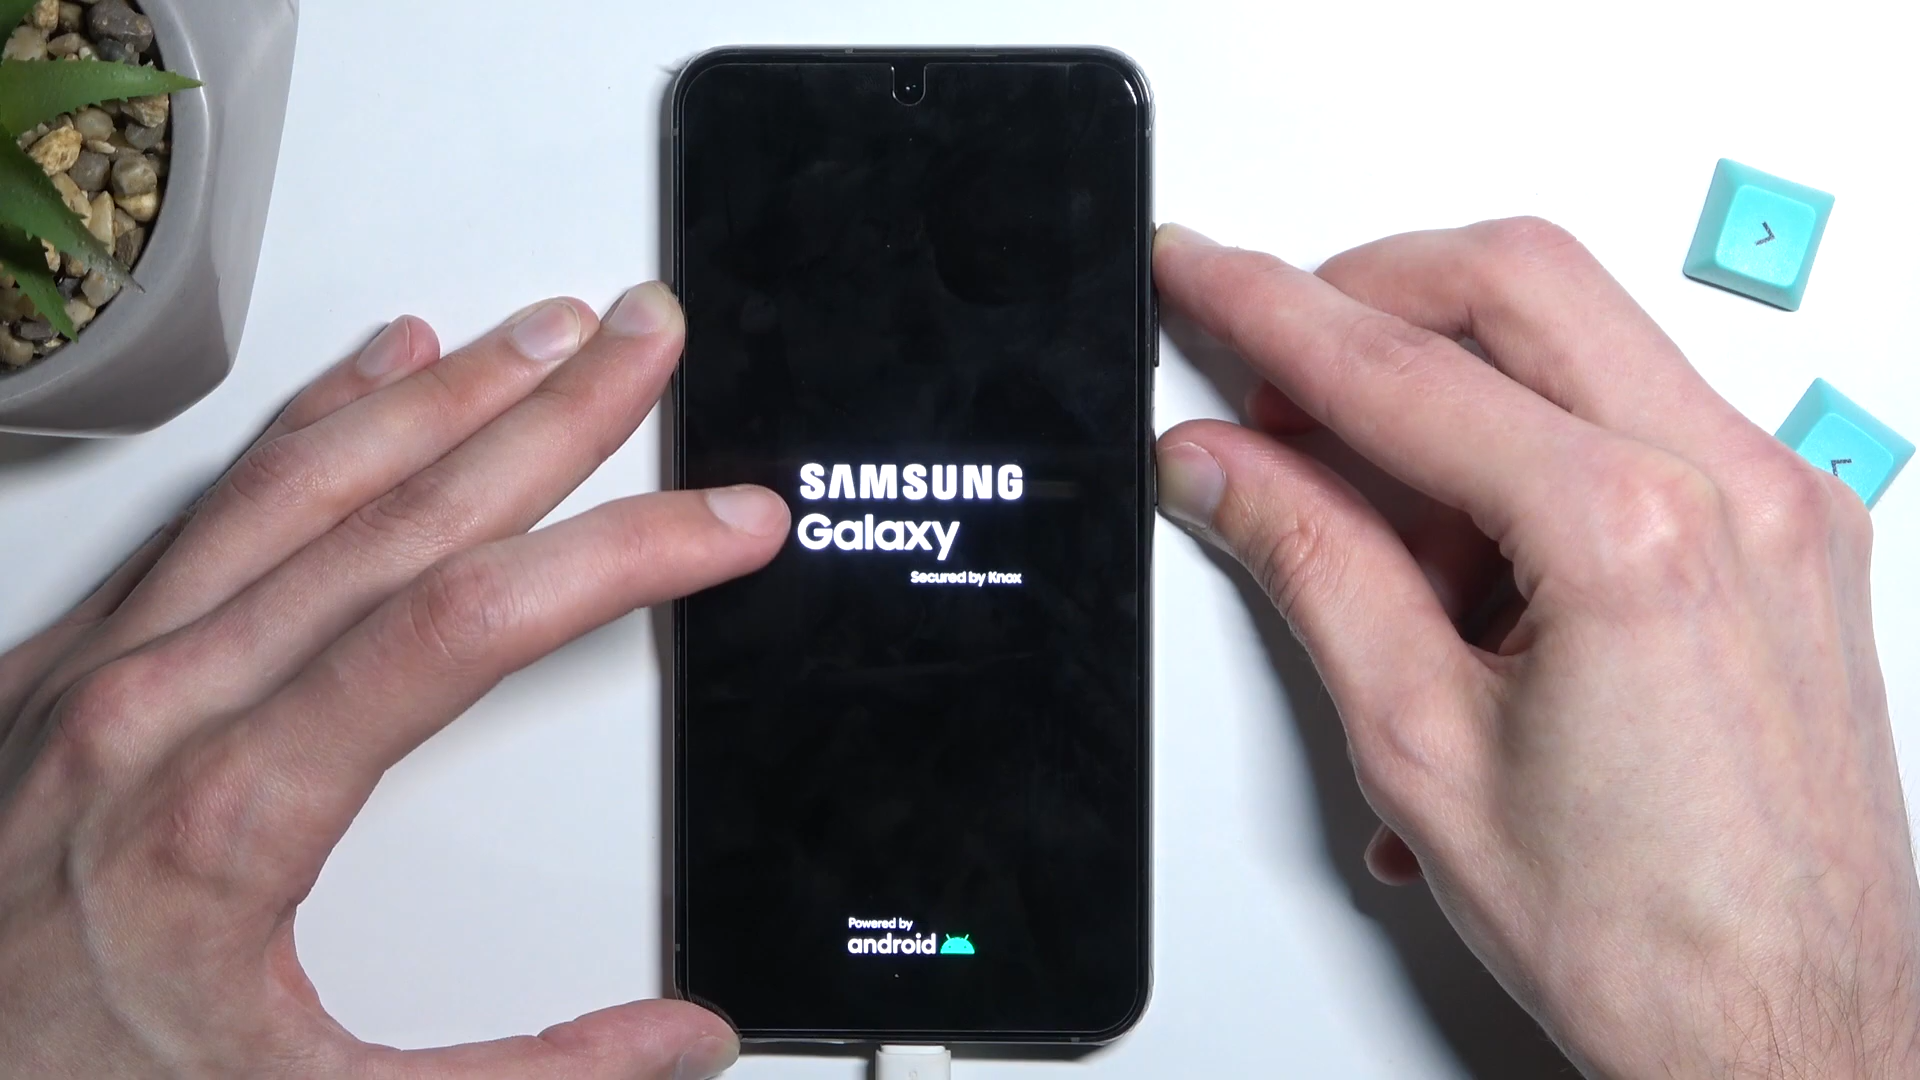 SAMSUNG
Galaxy
Secured by Knox
Powered by
android